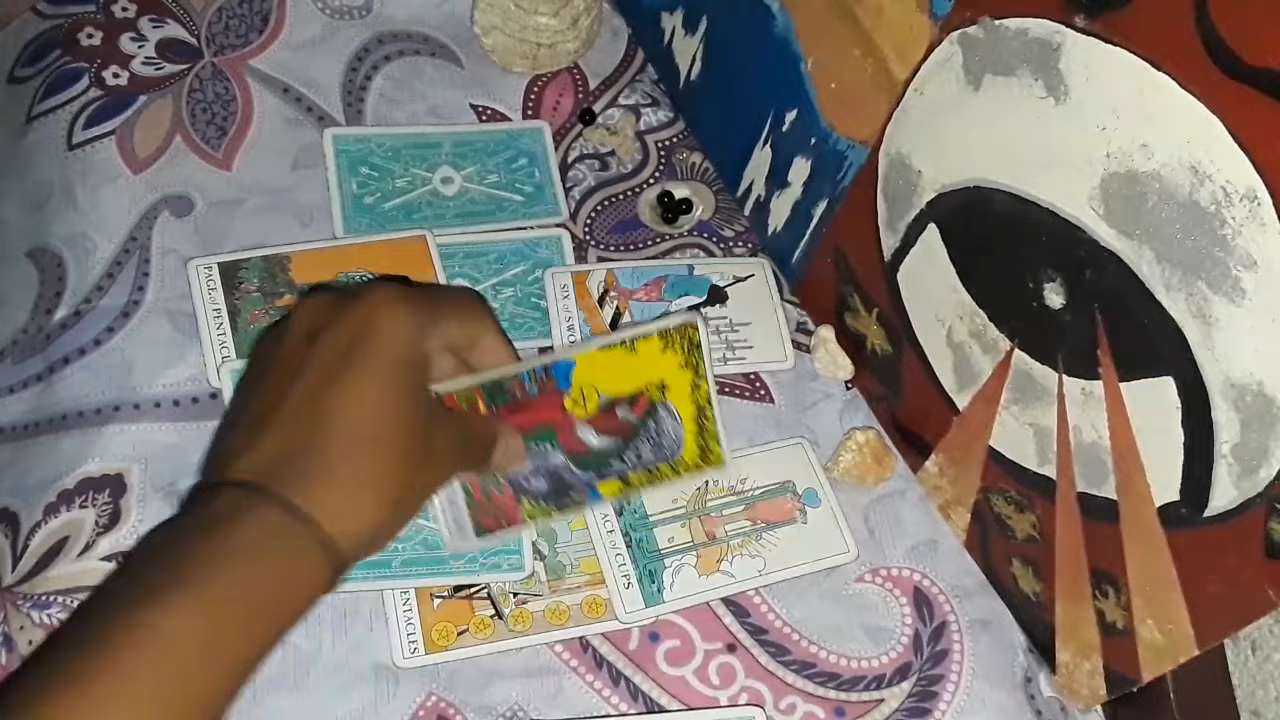 PAGE of PENTACL
SIX of SWO
ACE of CUPS
ENTACLES